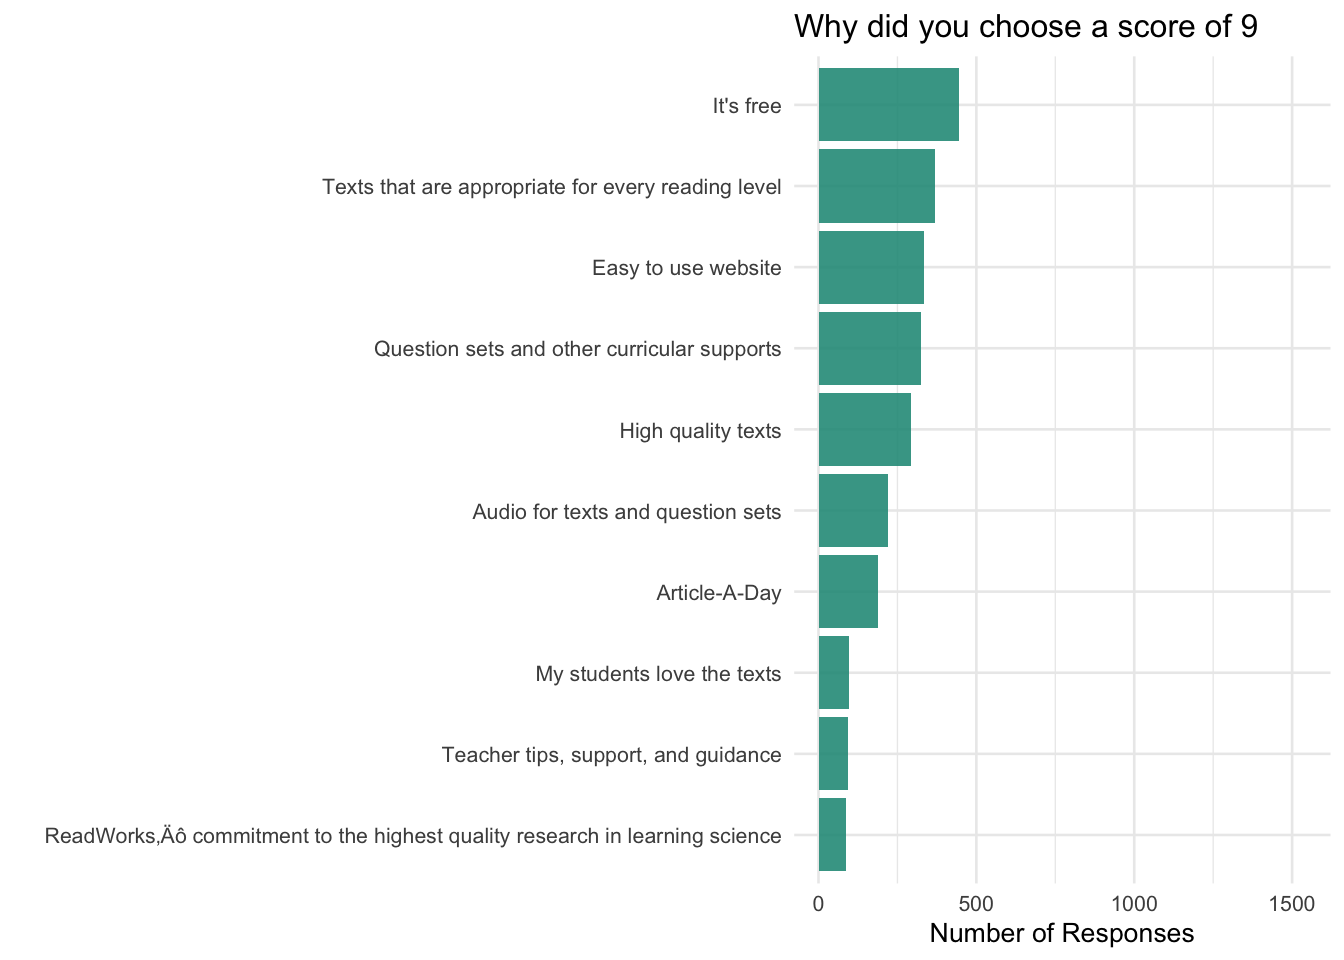 Why did you choose a score of 9
It's free
Texts that are appropriate for every reading level
Easy to use website
Question sets and other curricular supports
High quality texts
Audio for texts and question sets
Article-A-Day
My students love the texts
Teacher tips, support, and guidance
ReadWorks‚Äô commitment to the highest quality research in learning science
0 500 1000 1500
Number of Responses